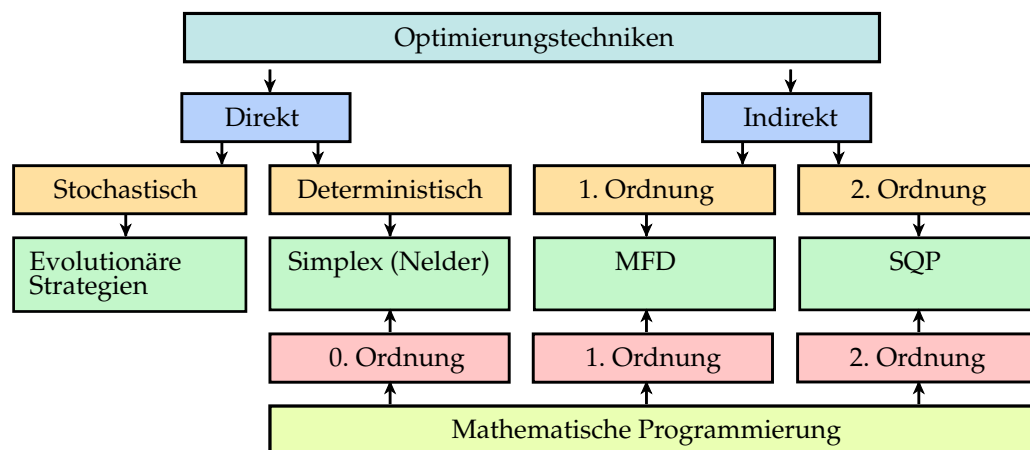 Optimierungstechniken
Direkt
Indirekt
Stochastisch
Deterministisch
1. Ordnung
2. Ordnung
Evolutionäre
Strategien
Simplex (Nelder)
MFD
SQP
0. Ordnung
1. Ordnung
2. Ordnung
Mathematische Programmierung